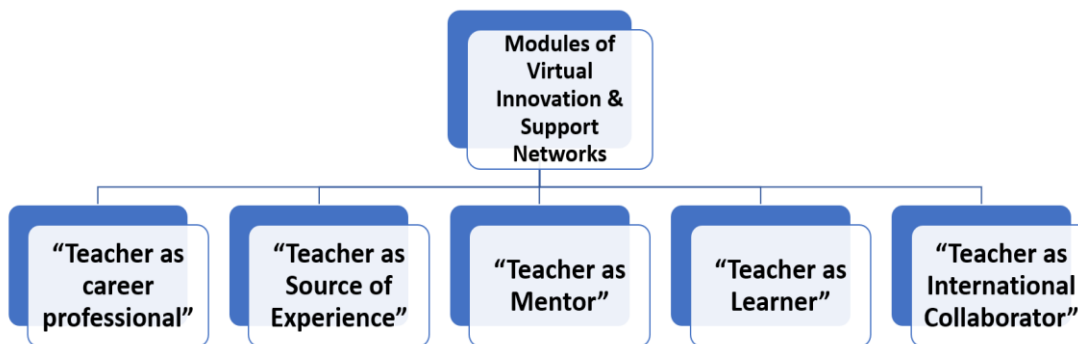 Modules of
Virtual
Innovation &
Support
Networks
“Teacher as
career
professional”
“Teacher as
Source of
Experience”
“Teacher as
Mentor”
“Teacher as
Learner”
“Teacher as
International
Collaborator”